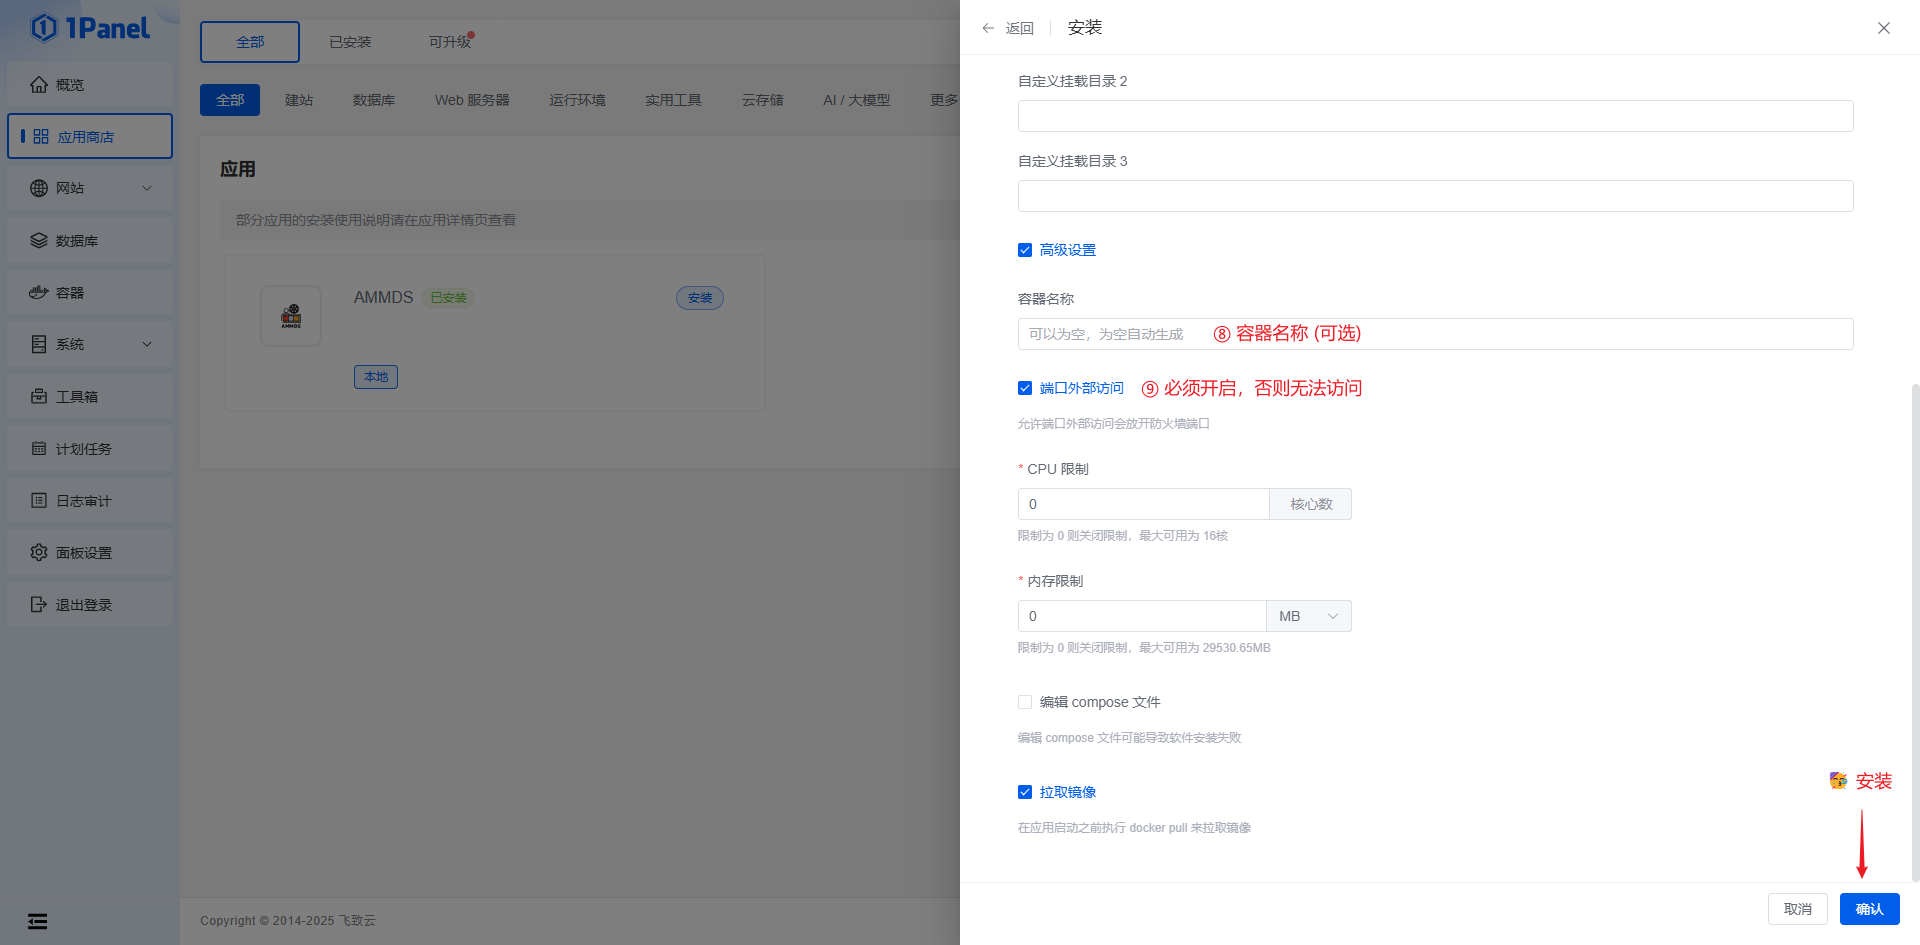 1Panel
概览
应用商店
网站
数据库
容器
系统
工具箱
计划任务
日志审计
面板设置
退出登录
全部
已安装
可升级
全部
建站
数据库
Web 服务器
运行环境
实用工具
云存储
AI / 大模型
更多
应用
部分应用的安装使用说明请在应用详情页查看
AMMDS
AMMDS 已安装
安装
本地
Copyright © 2014-2025 飞致云
返回
安装
自定义挂载目录 2
自定义挂载目录 3
高级设置
容器名称
可以为空，为空自动生成
⑧ 容器名称 (可选)
端口外部访问
⑨ 必须开启，否则无法访问
允许端口外部访问会放开防火墙端口
* CPU 限制
0
核心数
限制为 0 则关闭限制，最大可用为 16核
* 内存限制
0
MB
限制为 0 则关闭限制，最大可用为 29530.65MB
编辑 compose 文件
编辑 compose 文件可能导致软件安装失败
拉取镜像
在应用启动之前执行 docker pull 来拉取镜像
🥳 安装
取消
确认